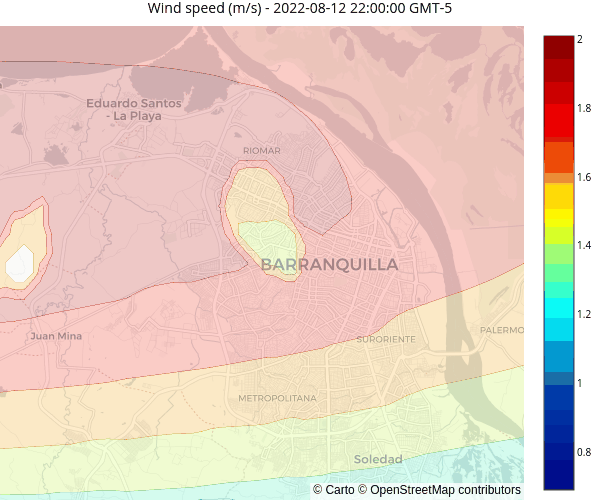 Wind speed (m/s) - 2022-08-12 22:00:00 GMT-5
2
1.8
1.6
1.4
1.2
1
0.8
Eduardo Santos
- La Playa
RIOMAR
BARRANQUILLA
Juan Mina
SURORIENTE
PALERMO
METROPOLITANA
Soledad
© Carto © OpenStreetMap contributors